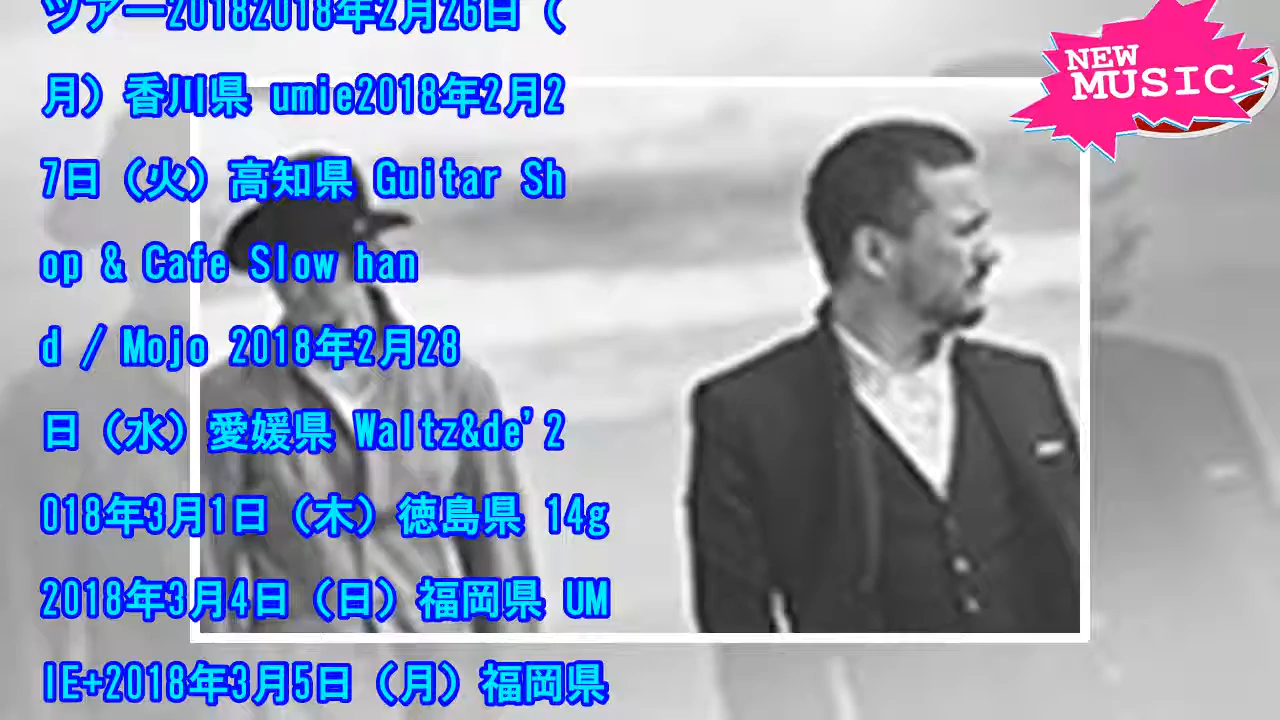 ツアー20182018年2月26日（
月）香川県 umie2018年2月2
7日（火）高知県 Guitar Sh
op & Cafe Slow han
d / Mojo 2018年2月28
日（水）愛媛県 Waltz&de'2
018年3月1日（木）徳島県 14g
2018年3月4日（日）福岡県 UM
IE+2018年3月5日（月）福岡県
NEW
MUSIC